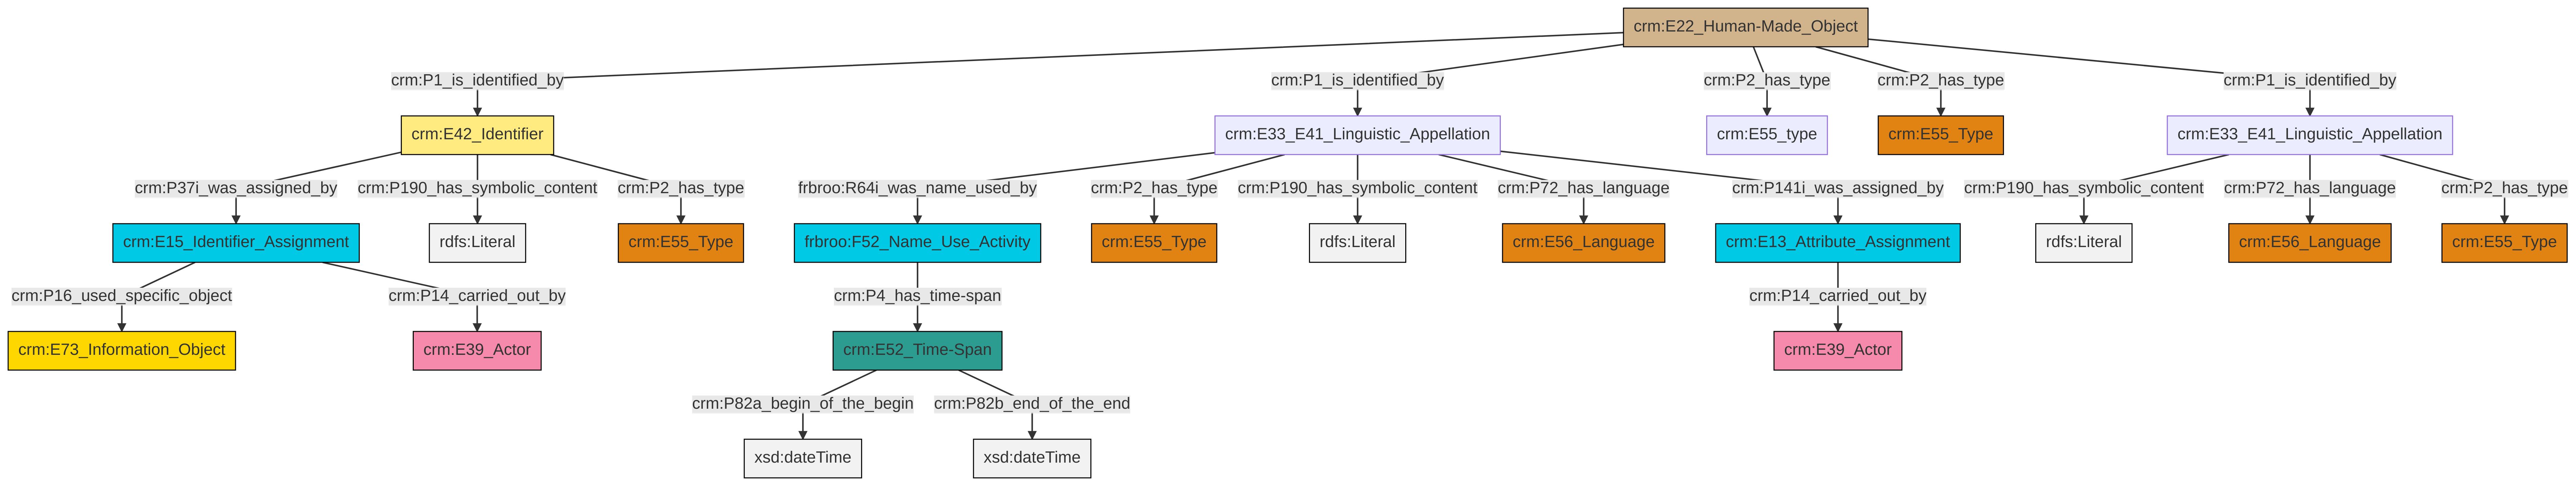 crm:E22_Human-Made_Object
crm:P1_is_identified_by
crm:P1_is_identified_by
crm:P2_has_type
crm:P2_has_type
crm:P1_is_identified_by
crm:E42_Identifier
crm:E33_E41_Linguistic_Appellation
crm:E55_type
crm:E55_Type
crm:E33_E41_Linguistic_Appellation
crm:P37i_was_assigned_by
crm:P190_has_symbolic_content
crm:P2_has_type
frbroo:R64i_was_name_used_by
crm:P2_has_type
crm:P190_has_symbolic_content
crm:P72_has_language
crm:P141i_was_assigned_by
crm:P190_has_symbolic_content
crm:P72_has_language
crm:P2_has_type
crm:E15_Identifier_Assignment
rdfs:Literal
crm:E55_Type
frbroo:F52_Name_Use_Activity
crm:E55_Type
rdfs:Literal
crm:E56_Language
crm:E13_Attribute_Assignment
rdfs:Literal
crm:E56_Language
crm:E55_Type
crm:P16_used_specific_object
crm:P14_carried_out_by
crm:P4_has_time-span
crm:P14_carried_out_by
crm:E73_Information_Object
crm:E39_Actor
crm:E52_Time-Span
crm:E39_Actor
crm:P82a_begin_of_the_begin
crm:P82b_end_of_the_end
xsd:dateTime
xsd:dateTime